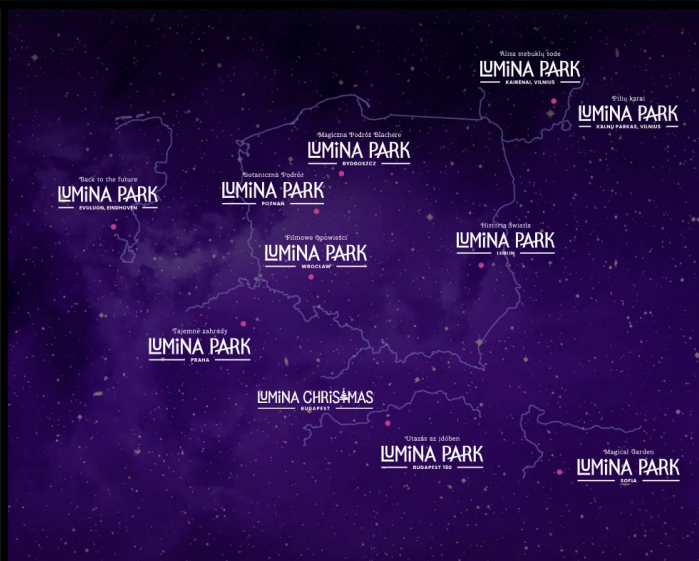 Alisa stebuklų sode
LUMINA PARK
KAIRĖNAI, VILNIUS
Pilių karai
LUMINA PARK
KALNŲ PARKAS, VILNIUS
Magiczna Podróż Blachere
LUMINA PARK
BYDGOSZCZ
Back to the future
LUMINA PARK
EVOLUON, EINDHOVEN
Botaniczna Podróż
LUMINA PARK
POZNAŃ
Filmowe Opowieści
LUMINA PARK
WROCŁAW
Historia Światła
LUMINA PARK
LUBLIN
Tajemné zahrady
LUMINA PARK
PRAHA
LUMINA CHRISTMAS
BUDAPEST
Utazás az időben
LUMINA PARK
BUDAPEST 150
Magical Garden
LUMINA PARK
SOFIA